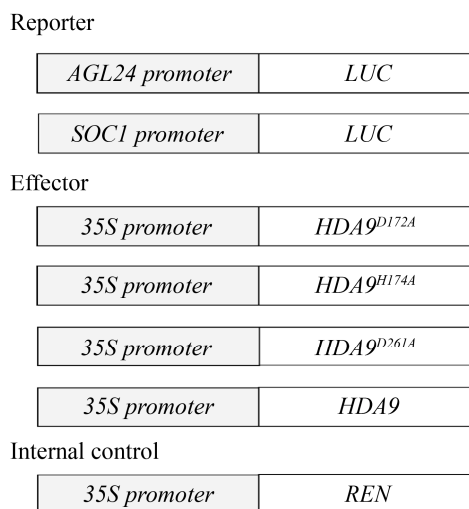 Reporter
AGL24 promoter LUC
SOC1 promoter LUC
Effector
35S promoter HDA9D172A
35S promoter HDA9H174A
35S promoter HDA9D261A
35S promoter HDA9
Internal control
35S promoter REN